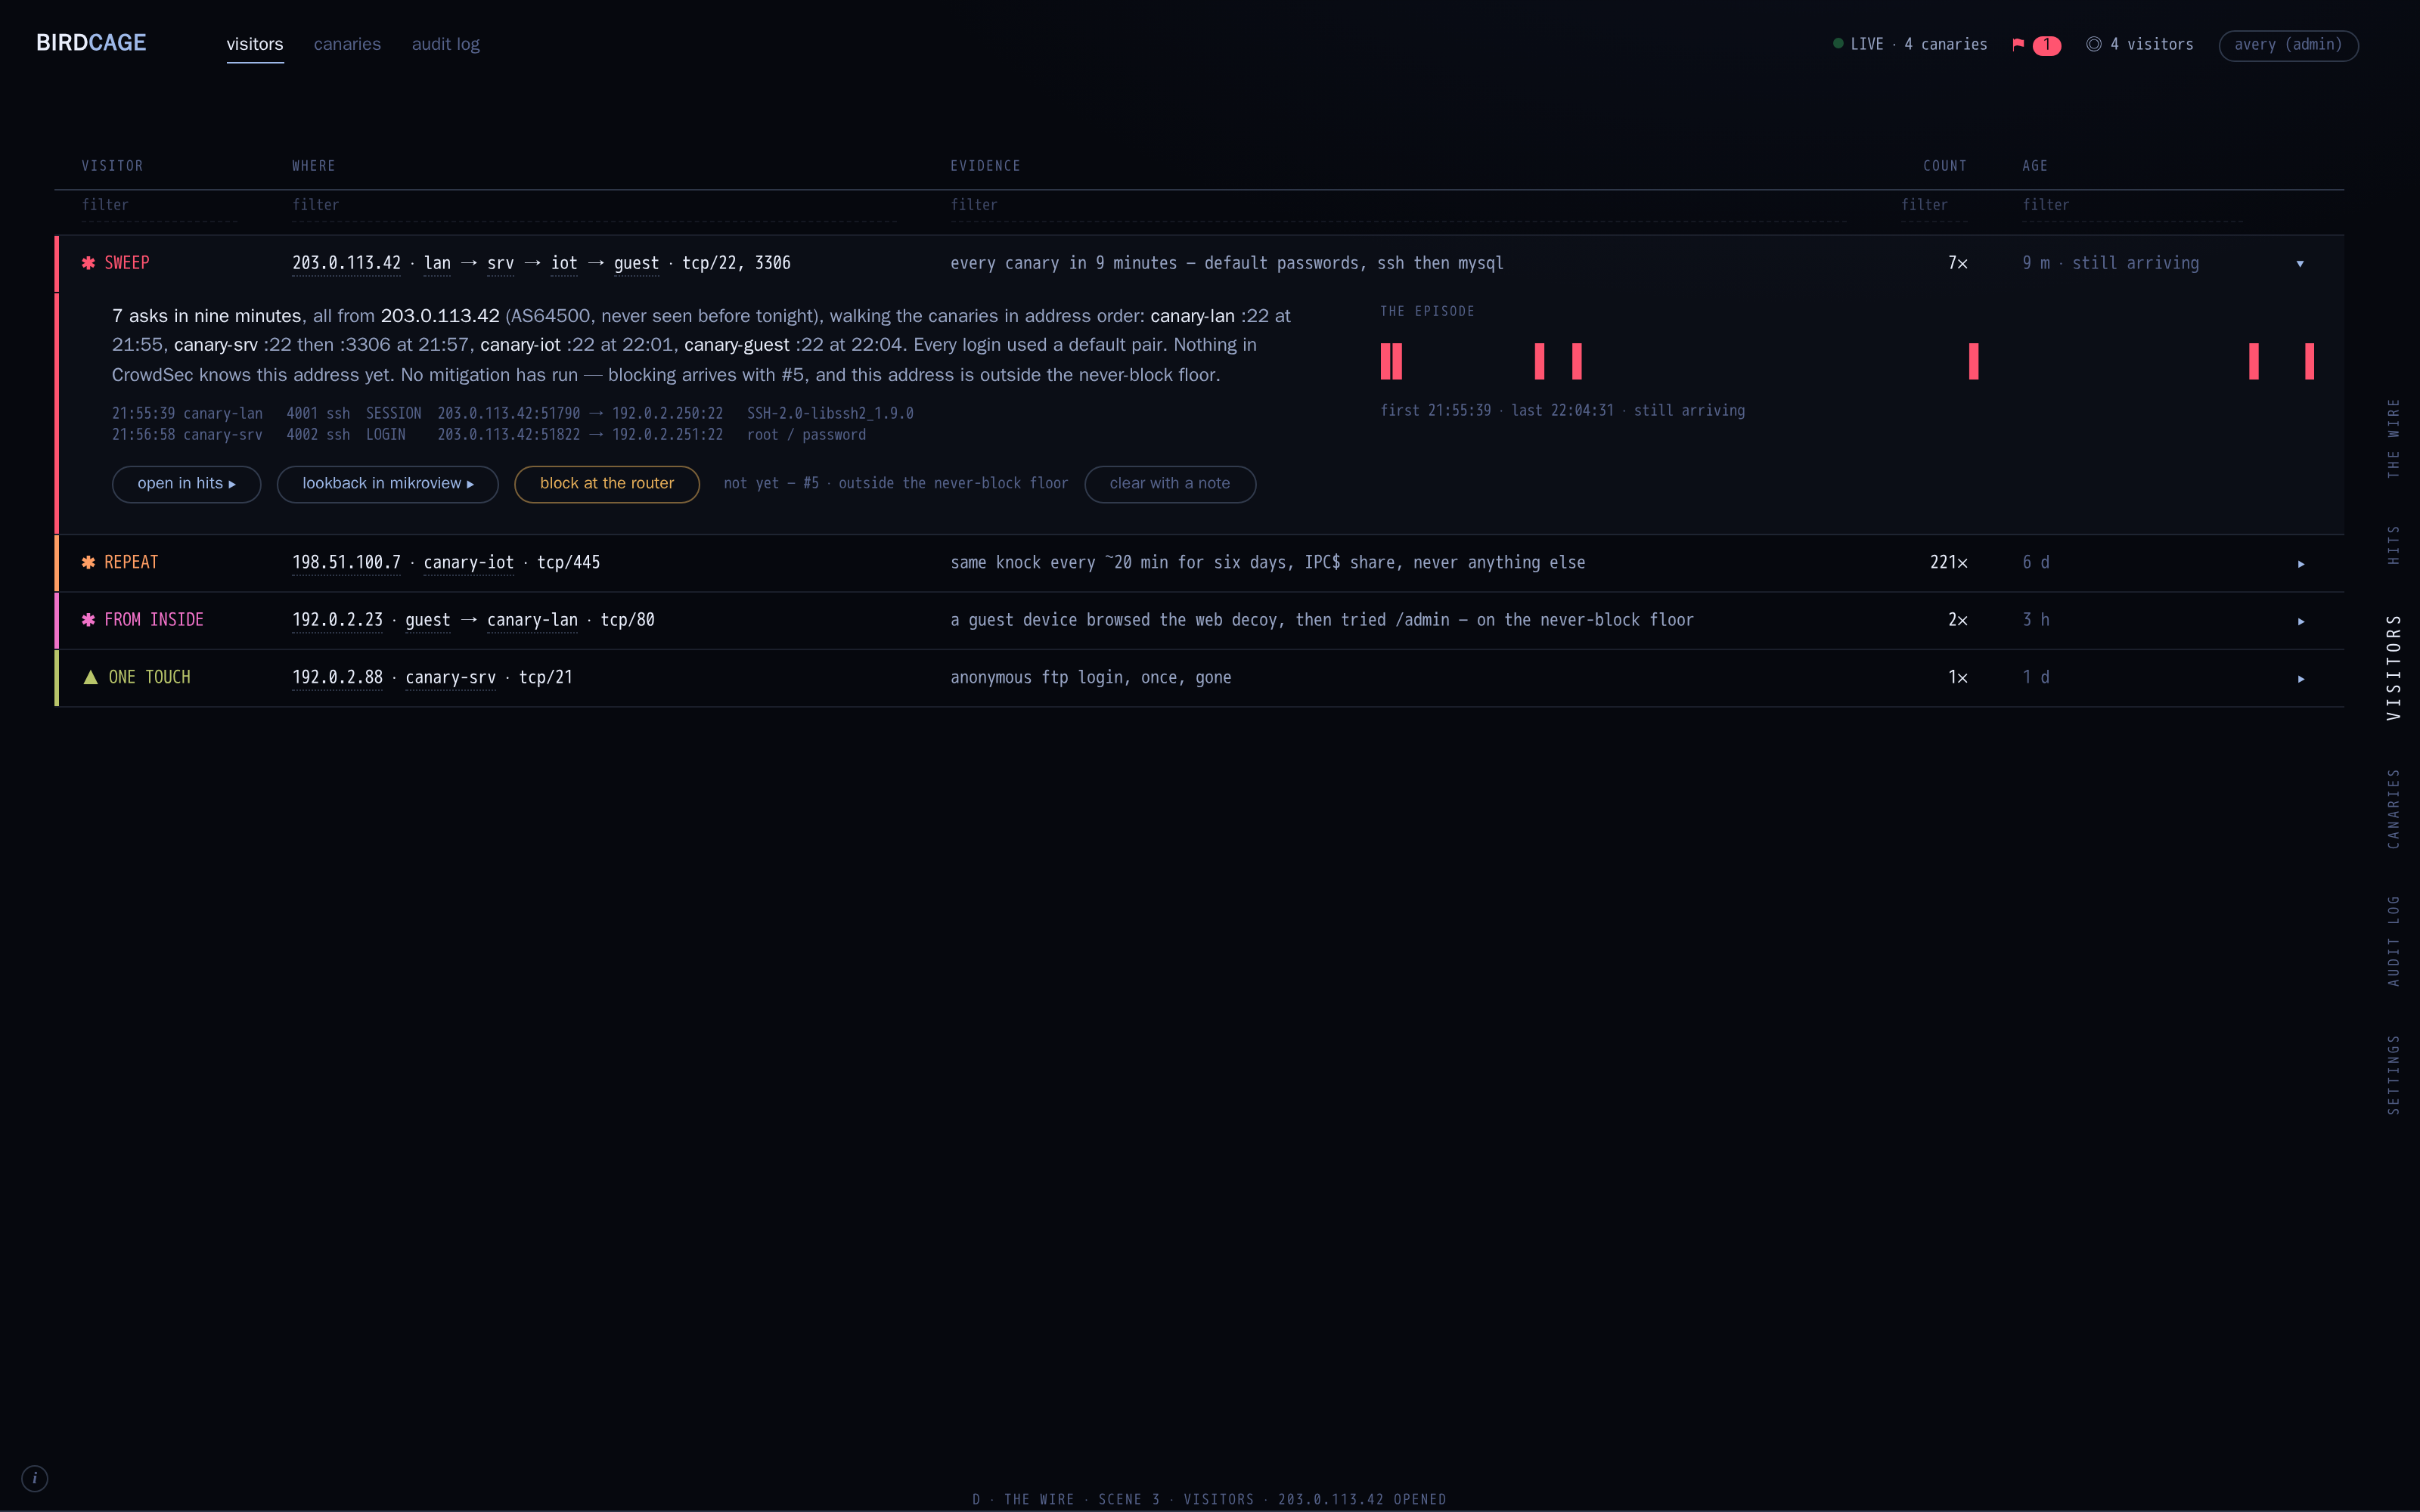 BIRDCAGE visitors canaries audit log LIVE · 4 canaries 1 ◎ 4 visitors avery (admin)
VISITOR WHERE EVIDENCE COUNT AGE
filter filter filter filter filter
✱ SWEEP 203.0.113.42 · lan → srv → iot → guest · tcp/22, 3306 every canary in 9 minutes — default passwords, ssh then mysql 7× 9 m · still arriving ▾
7 asks in nine minutes, all from 203.0.113.42 (AS64500, never seen before tonight), walking the canaries in address order: canary-lan :22 at
21:55, canary-srv :22 then :3306 at 21:57, canary-iot :22 at 22:01, canary-guest :22 at 22:04. Every login used a default pair. Nothing in
CrowdSec knows this address yet. No mitigation has run — blocking arrives with #5, and this address is outside the never-block floor.
THE EPISODE
first 21:55:39 · last 22:04:31 · still arriving
21:55:39 canary-lan 4001 ssh SESSION 203.0.113.42:51790 → 192.0.2.250:22 SSH-2.0-libssh2_1.9.0
21:56:58 canary-srv 4002 ssh LOGIN 203.0.113.42:51822 → 192.0.2.251:22 root / password
open in hits ▸ lookback in mikroview ▸ block at the router not yet — #5 · outside the never-block floor clear with a note
✱ REPEAT 198.51.100.7 · canary-iot · tcp/445 same knock every ~20 min for six days, IPC$ share, never anything else 221× 6 d ▸
✱ FROM INSIDE 192.0.2.23 · guest → canary-lan · tcp/80 a guest device browsed the web decoy, then tried /admin — on the never-block floor 2× 3 h ▸
▲ ONE TOUCH 192.0.2.88 · canary-srv · tcp/21 anonymous ftp login, once, gone 1× 1 d ▸
THE WIRE
HITS
VISITORS
CANARIES
AUDIT LOG
SETTINGS
i
D · THE WIRE · SCENE 3 · VISITORS · 203.0.113.42 OPENED